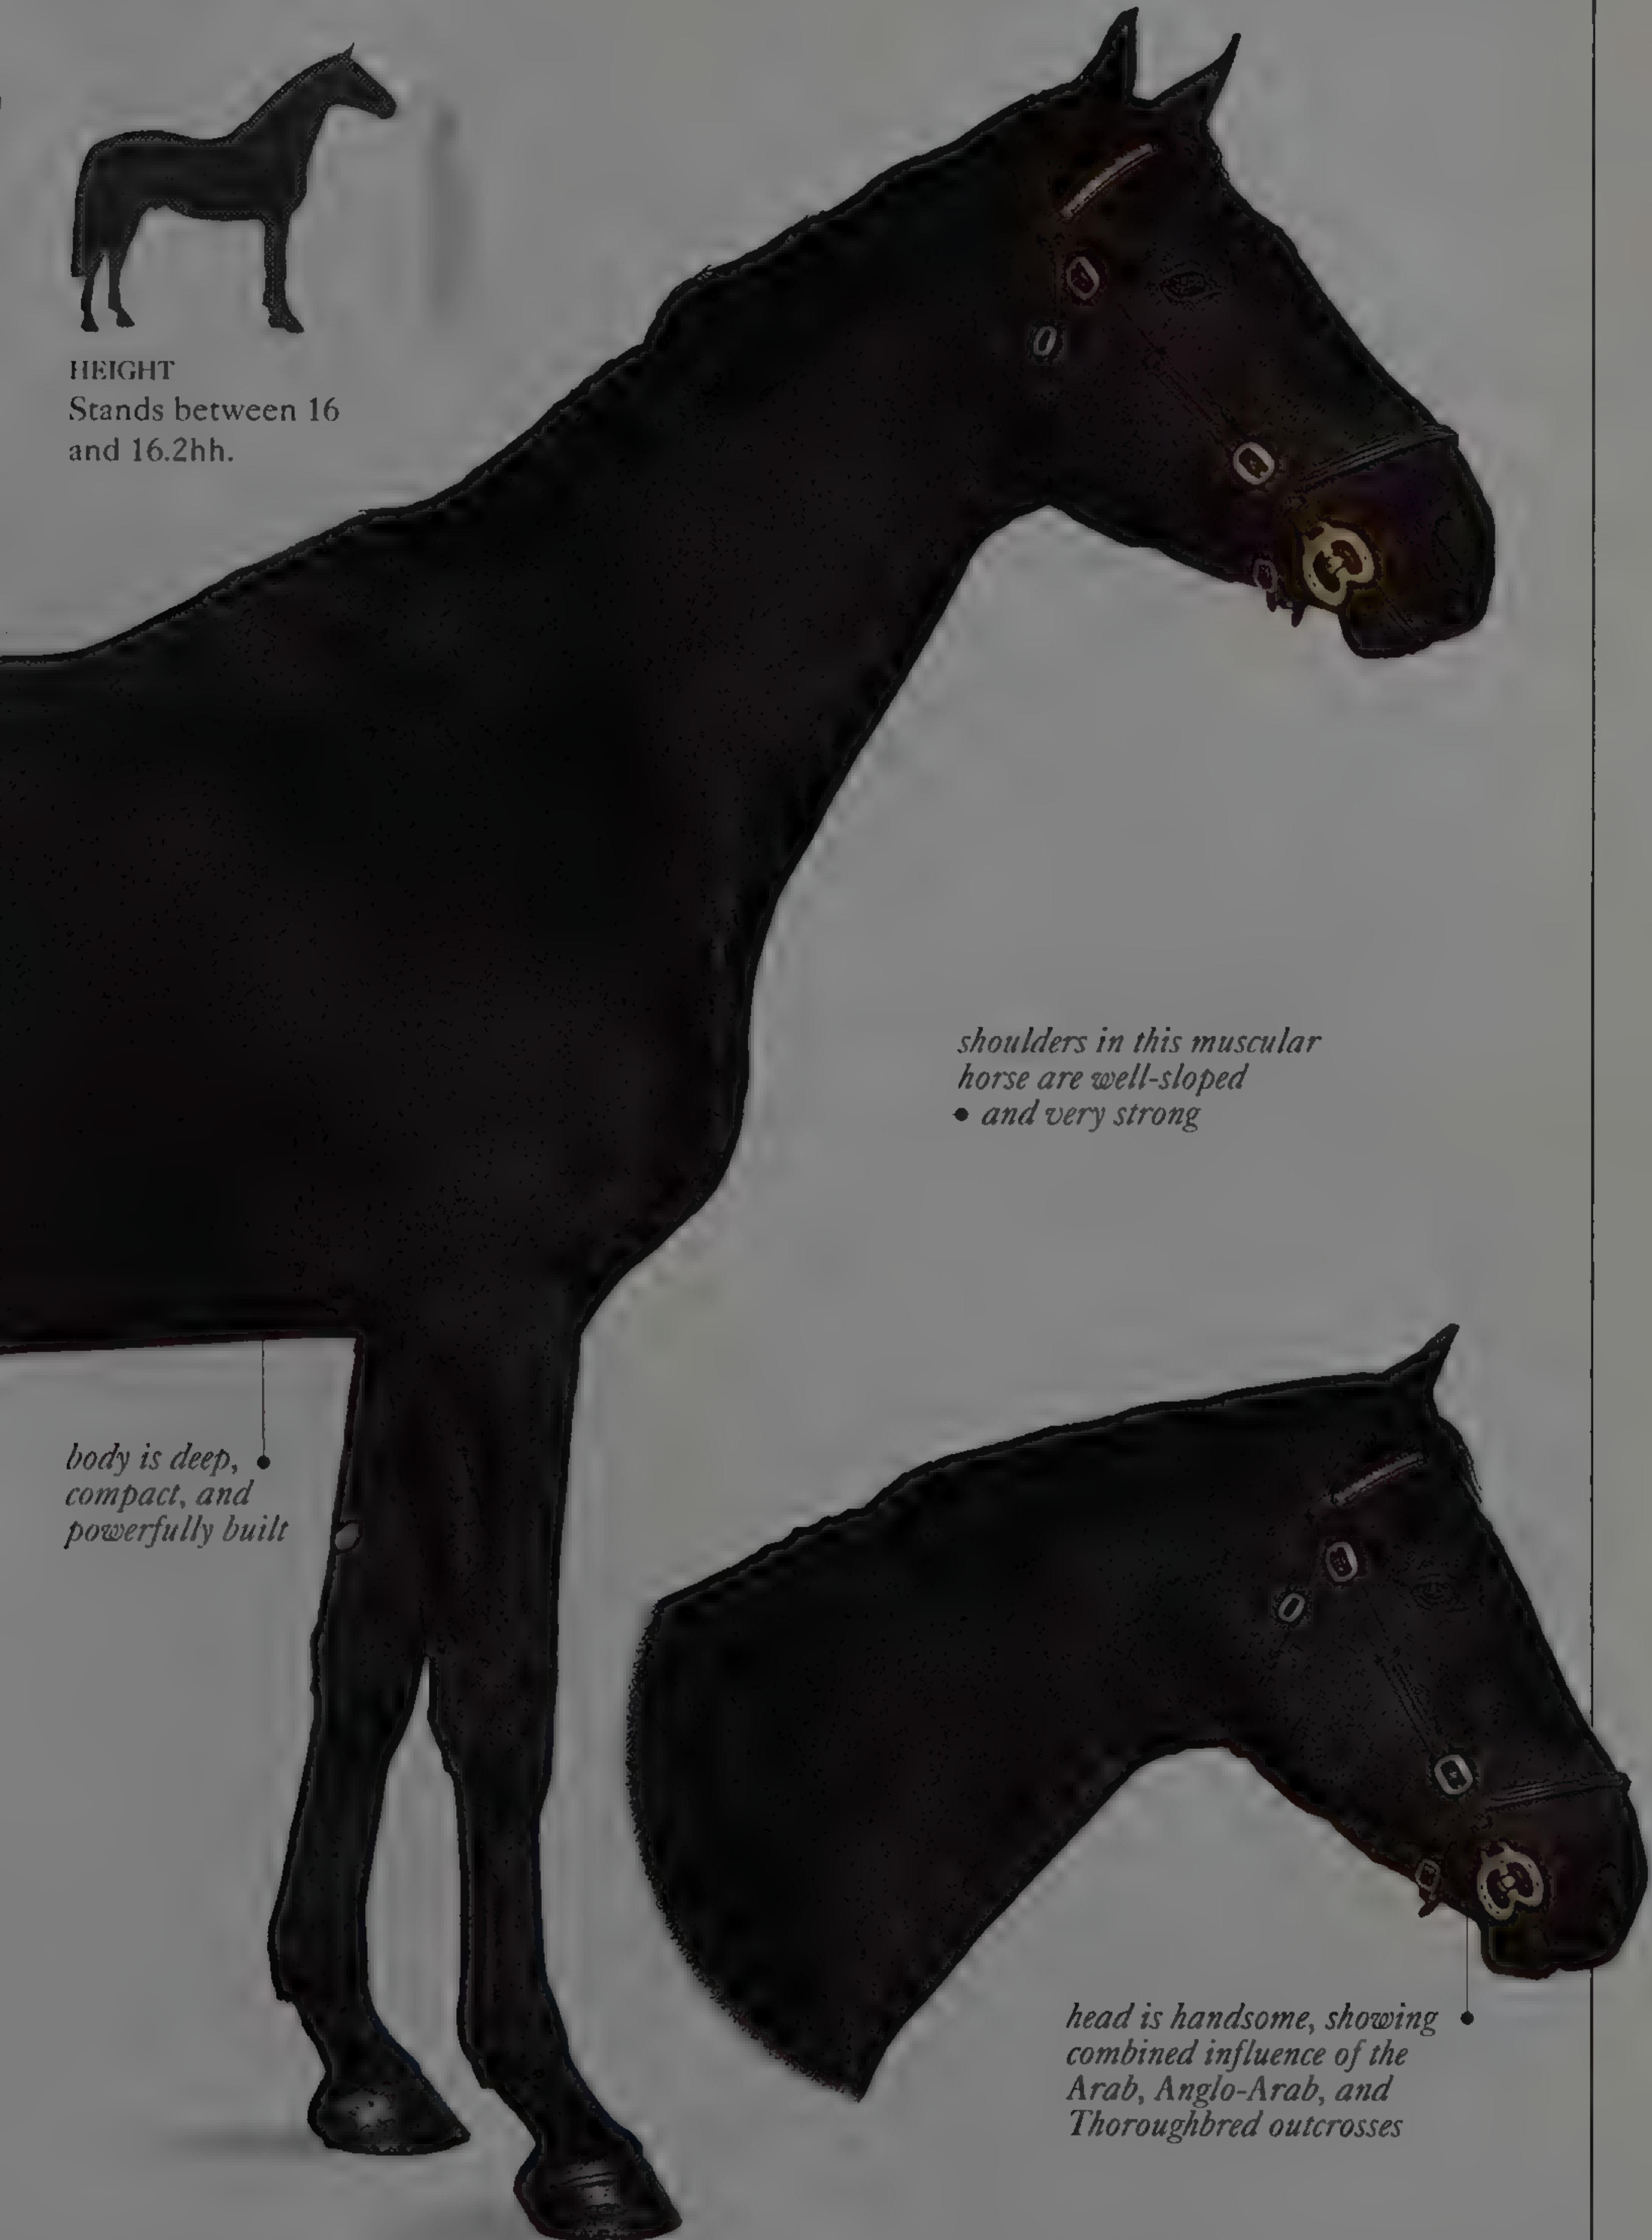 HEIGHT
Stands between 16
and 16.2hh.
shoulders in this muscular
horse are well-sloped
• and very strong
body is deep, •
compact, and
powerfully built
head is handsome, showing •
combined influence of the
Arab, Anglo-Arab, and
Thoroughbred outcrosses